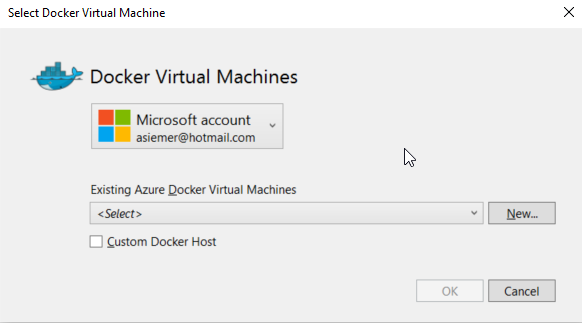 Select Docker Virtual Machine
Docker Virtual Machines
Microsoft account
asiemer@hotmail.com
Existing Azure Docker Virtual Machines
<Select>
New...
Custom Docker Host
OK
Cancel